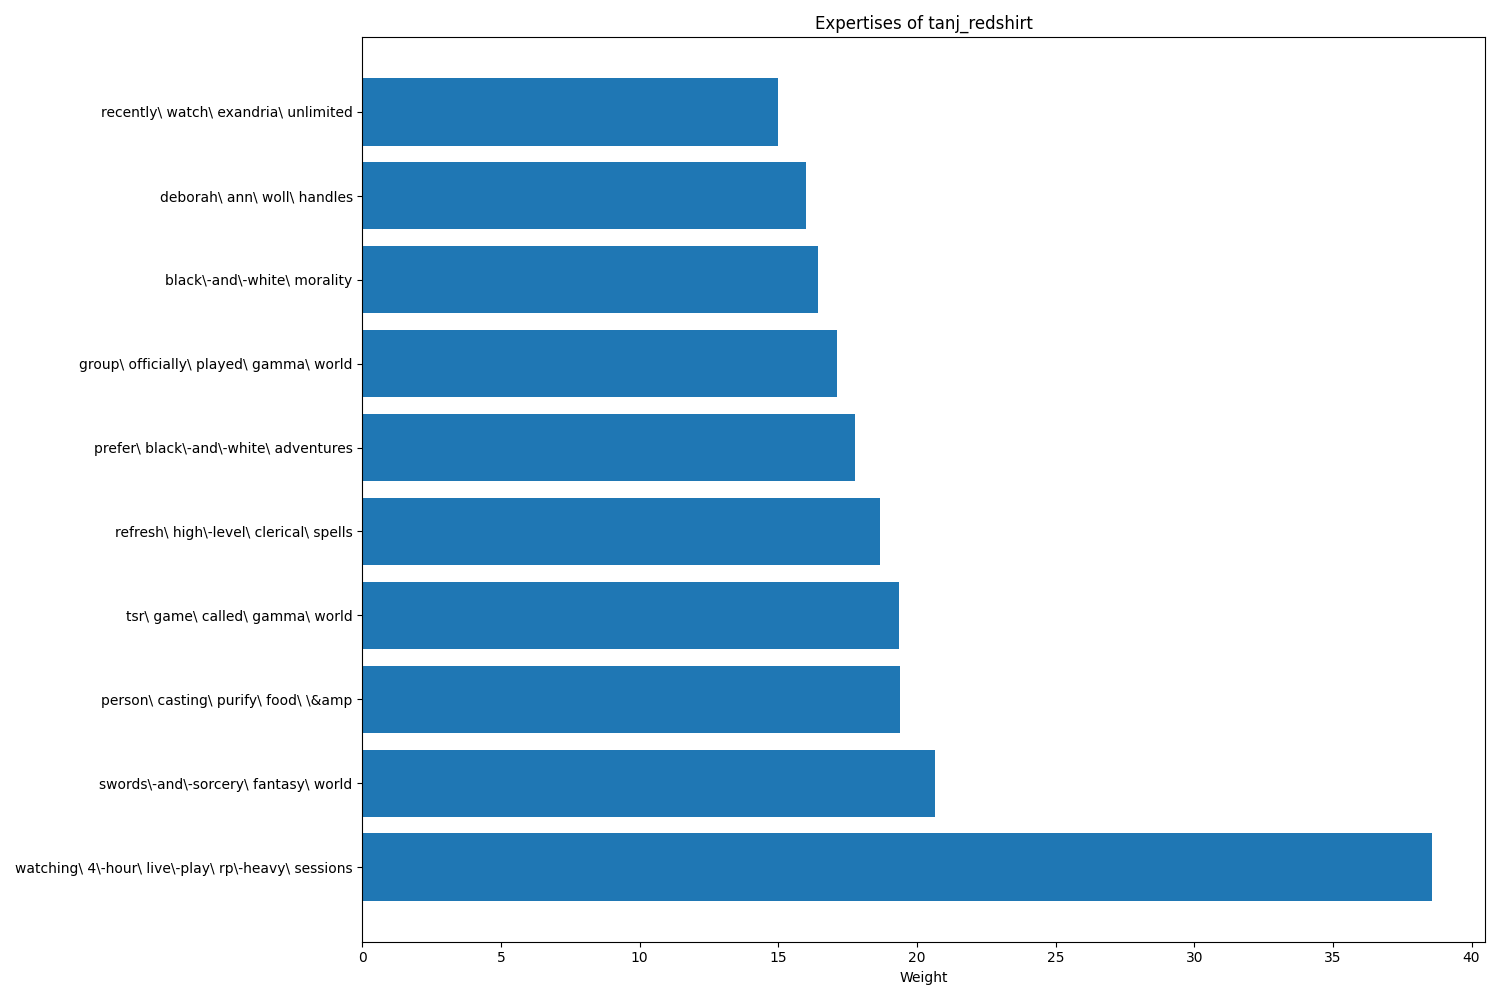 Expertises of tanj_redshirt
recently\ watch\ exandria\ unlimited
deborah\ ann\ woll\ handles
black\-and\-white\ morality
group\ officially\ played\ gamma\ world
prefer\ black\-and\-white\ adventures
refresh\ high\-level\ clerical\ spells
tsr\ game\ called\ gamma\ world
person\ casting\ purify\ food\ \&amp
swords\-and\-sorcery\ fantasy\ world
watching\ 4\-hour\ live\-play\ rp\-heavy\ sessions
0 5 10 15 20 25 30 35 40
Weight